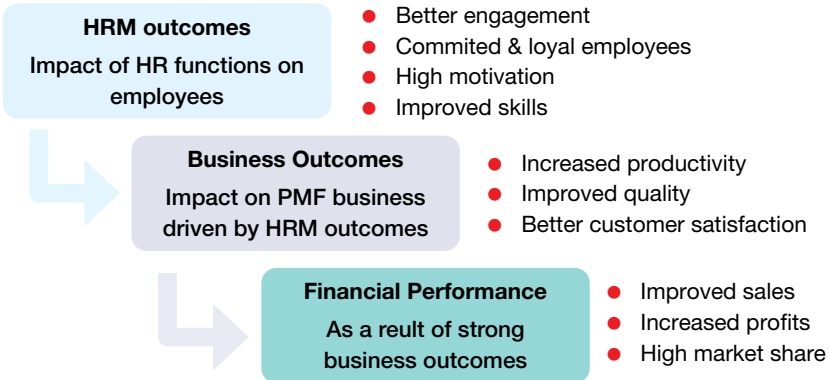 HRM outcomes
Impact of HR functions on
employees
Better engagement
Commited & loyal employees
High motivation
Improved skills
Business Outcomes
Impact on PMF business
driven by HRM outcomes
Increased productivity
Improved quality
Better customer satisfaction
Financial Performance
As a reult of strong
business outcomes
Improved sales
Increased profits
High market share